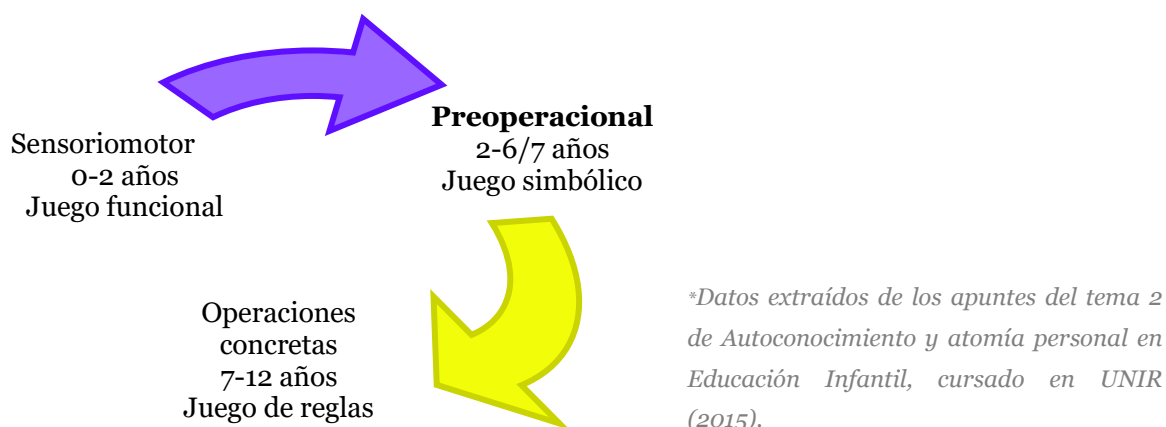 Sensoriomotor
0-2 años
Juego funcional
Preoperacional
2-6/7 años
Juego simbólico
Operaciones
concretas
7-12 años
Juego de reglas
*Datos extraídos de los apuntes del tema 2
de Autoconocimiento y atomía personal en
Educación Infantil, cursado en UNIR
(2015).